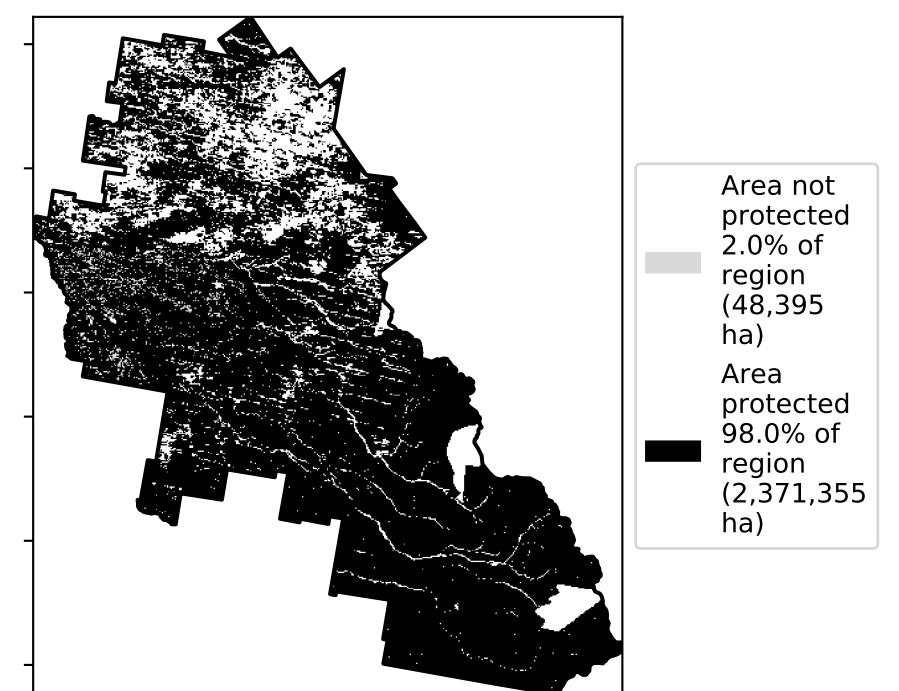 Area not
protected
2.0% of
region
(48,395
ha)
Area
protected
98.0% of
region
(2,371,355
ha)